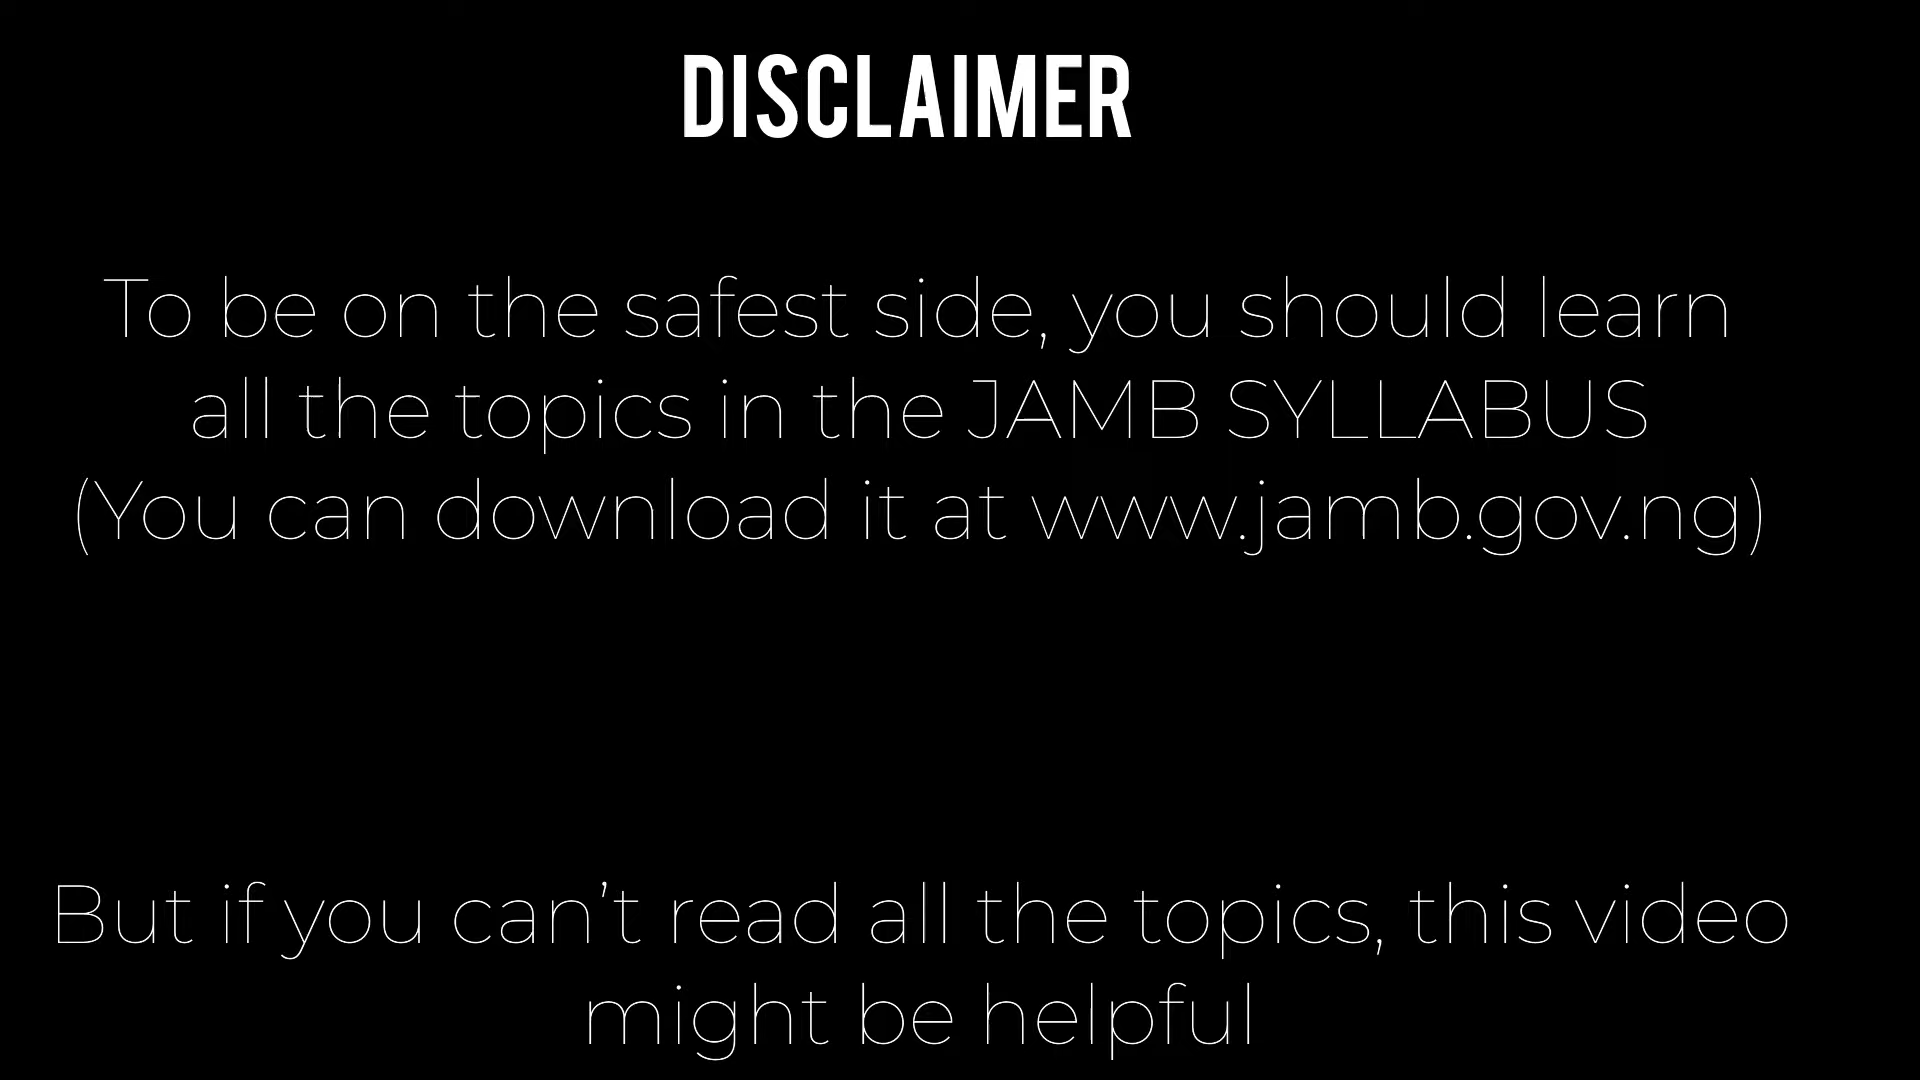 DISCLAIMER
To be on the safest side, you should learn
all the topics in the JAMB SYLLABUS
(You can download it at www.jamb.gov.ng)
But if you can't read all the topics, this video
might be helpful